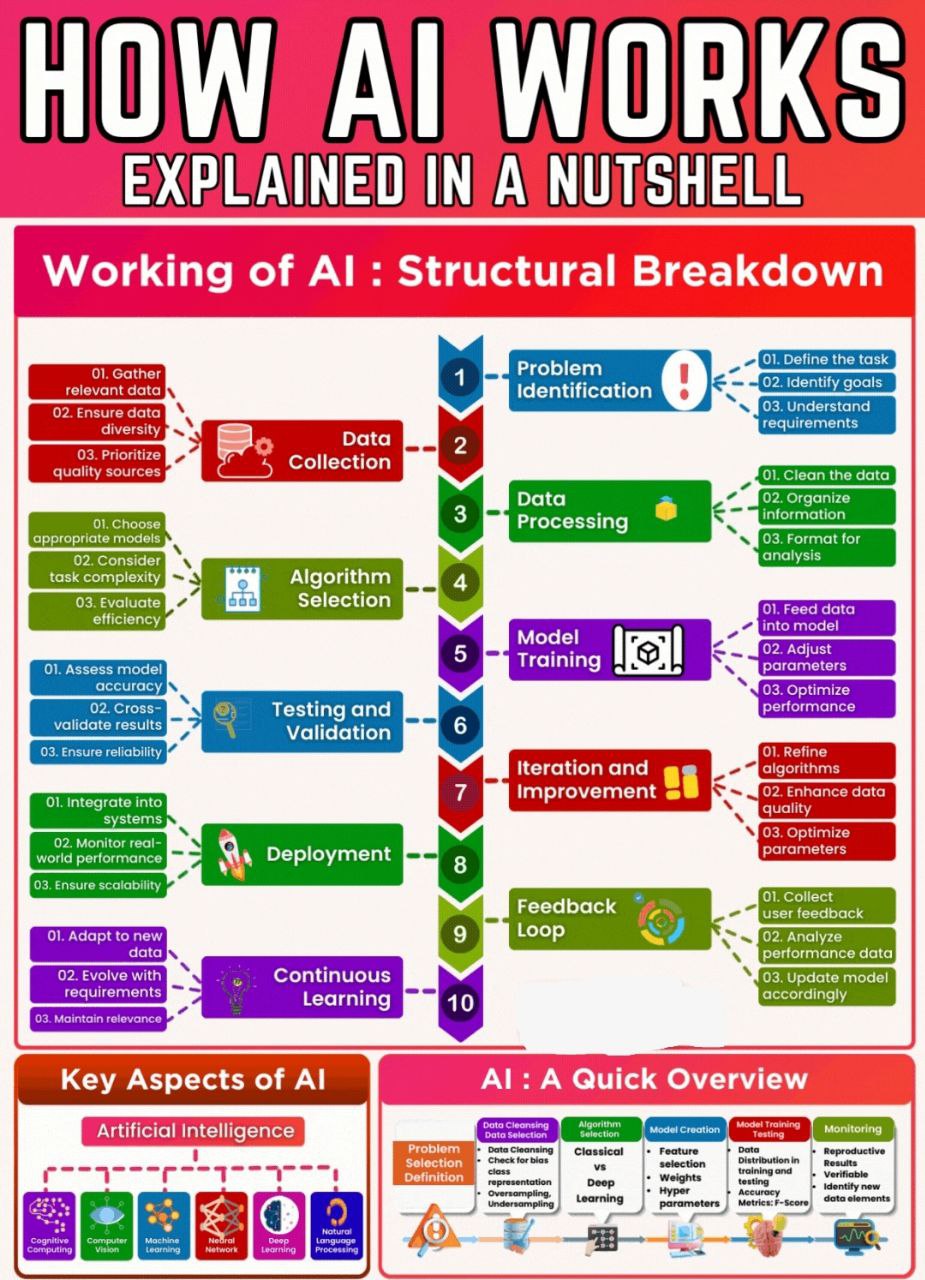 HOW AI WORKS
EXPLAINED IN A NUTSHELL
Working of AI : Structural Breakdown
1
Problem
Identification
01. Define the task
02. Identify goals
03. Understand
requirements
01. Gather
relevant data
02. Ensure data
diversity
03. Prioritize
quality sources
Data
Collection
2
3
Data
Processing
01. Clean the data
02. Organize
information
03. Format for
analysis
01. Choose
appropriate models
02. Consider
task complexity
03. Evaluate
efficiency
Algorithm
Selection
4
5
Model
Training
01. Feed data
into model
02. Adjust
parameters
03. Optimize
performance
01. Assess model
accuracy
02. Cross-
validate results
03. Ensure reliability
Testing and
Validation
6
7
Iteration and
Improvement
01. Refine
algorithms
02. Enhance data
quality
03. Optimize
parameters
01. Integrate into
systems
02. Monitor real-
world performance
03. Ensure scalability
Deployment
8
9
Feedback
Loop
01. Collect
user feedback
02. Analyze
performance data
03. Update model
accordingly
01. Adapt to new
data
02. Evolve with
requirements
03. Maintain relevance
Continuous
Learning
10
Key Aspects of AI
Artificial Intelligence
Cognitive
Computing
Computer
Vision
Machine
Learning
Neural
Network
Deep
Learning
Natural
Language
Processing
AI : A Quick Overview
Problem
Selection
Definition
Data Cleansing
Data Selection
• Data Cleansing
• Check for bias
class
representation
• Oversampling,
Undersampling
Algorithm
Selection
Classical
vs
Deep
Learning
Model Creation
• Feature
selection
• Weights
• Hyper
parameters
Model Training
Testing
• Data
Distribution in
training and
testing
• Accuracy
Metrics: F-Score
Monitoring
• Reproductive
Results
• Verifiable
• Identify new
data elements